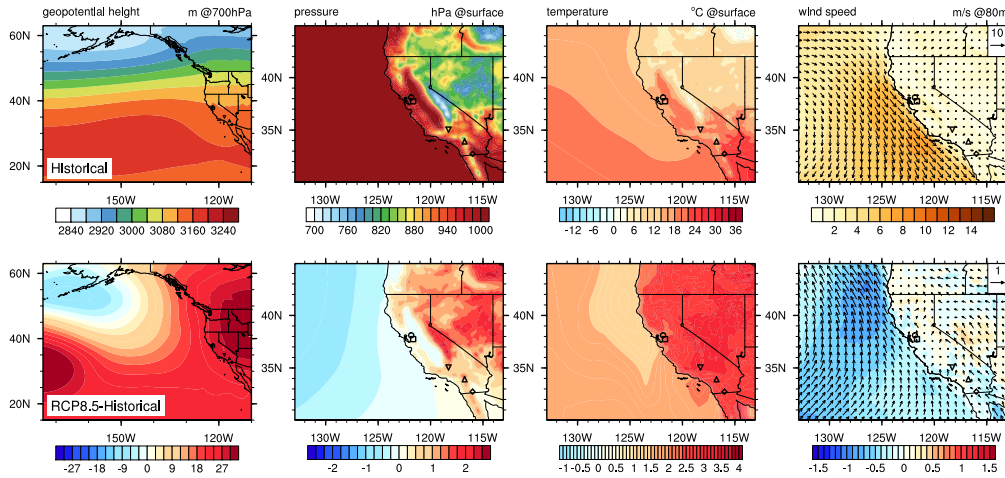 geopotential height m @700hPa
pressure hPa @surface
temperature °C @surface
wind speed m/s @80m
60N
40N
20N
150W
Historical
40N
35N
130W 125W 120W 115W
40N
35N
130W 125W 120W 115W
40N
35N
130W 125W 120W 115W
10
2840 2920 3000 3080 3160 3240
700 760 820 880 940 1000
-12 -6 0 6 12 18 24 30 36
2 4 6 8 10 12 14
60N
40N
20N
150W
RCP8.5-Historical
40N
35N
130W 125W 120W 115W
40N
35N
130W 125W 120W 115W
40N
35N
130W 125W 120W 115W
1
-27 -18 -9 0 9 18 27
-2 -1 0 1 2
-1 -0.5 0 0.5 1 1.5 2 2.5 3 3.5 4
-1.5 -1 -0.5 0 0.5 1 1.5